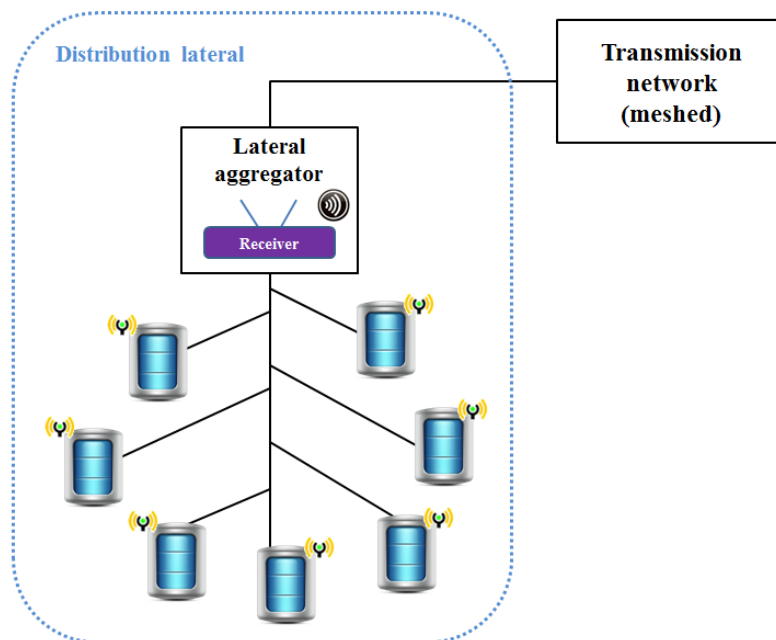 Distribution lateral
Transmission
network
(meshed)
Lateral
aggregator
Receiver